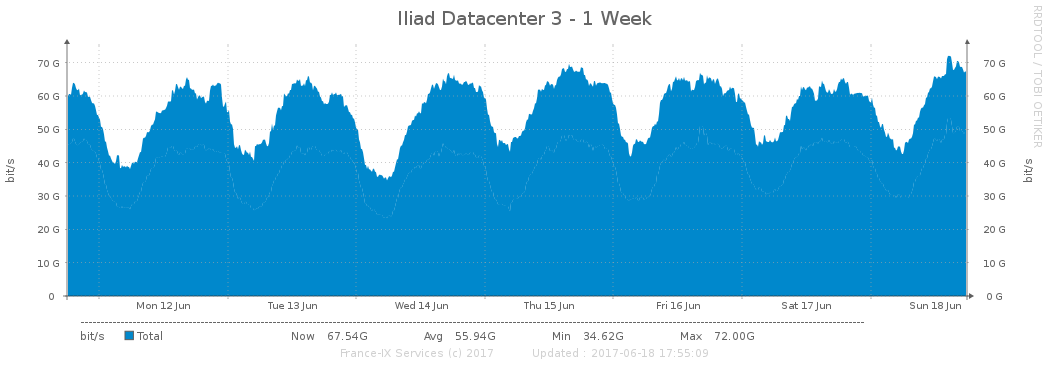 Iliad Datacenter 3 - 1 Week
RRDTOOL / TOBI OETIKER
bit/s
70 G
60 G
50 G
40 G
30 G
20 G
10 G
0
70 G
60 G
50 G
40 G
30 G
20 G
10 G
0 G
bit/s
Mon 12 Jun Tue 13 Jun Wed 14 Jun Thu 15 Jun Fri 16 Jun Sat 17 Jun Sun 18 Jun
bit/s Total Now 67.54G Avg 55.94G Min 34.62G Max 72.00G
France-IX Services (c) 2017 Updated : 2017-06-18 17:55:09